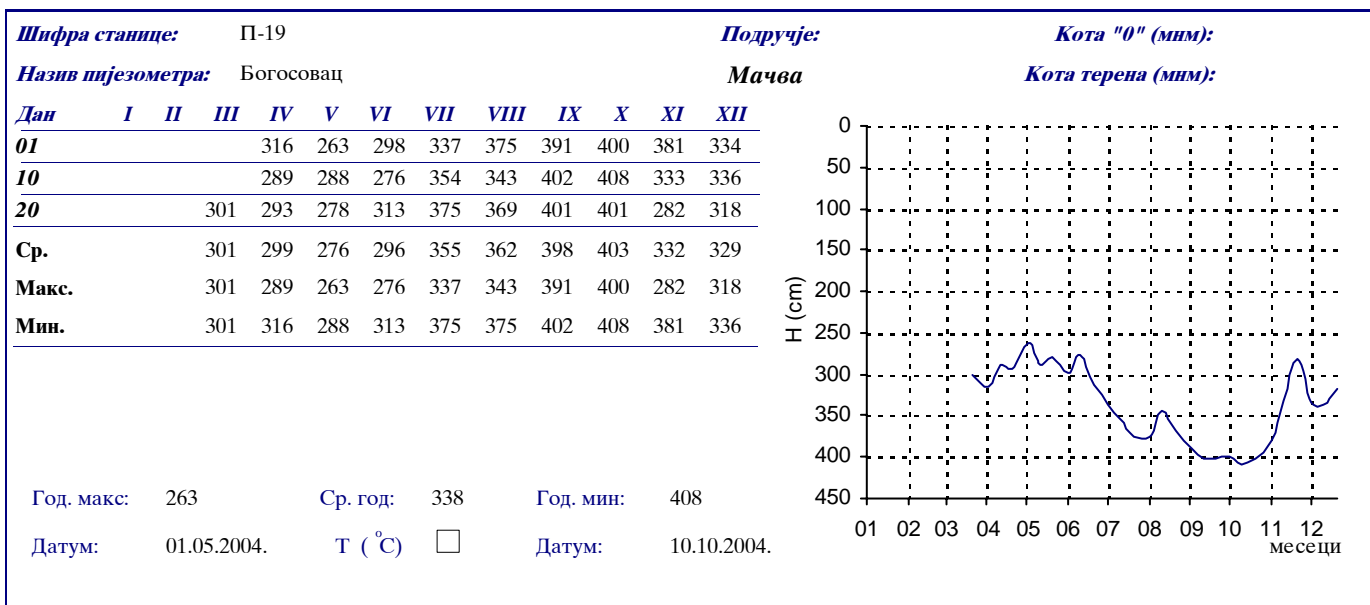 Шифра станице: П-19 Подручје: Кота "0" (мнм):
Назив пијезометра: Богосовац Мачва Кота терена (мнм):
Дан I II III IV V VI VII VIII IX X XI XII
01 316 263 298 337 375 391 400 381 334
10 289 288 276 354 343 402 408 333 336
20 301 293 278 313 375 369 401 401 282 318
Ср. 301 299 276 296 355 362 398 403 332 329
Макс. 301 289 263 276 337 343 391 400 282 318
Мин. 301 316 288 313 375 375 402 408 381 336
0
50
100
150
200
250
300
350
400
450
H (cm)
01 02 03 04 05 06 07 08 09 10 11 12
месеци
Год. макс: 263 Ср. год: 338 Год. мин: 408
Датум: 01.05.2004. Т ( °C) Датум: 10.10.2004.